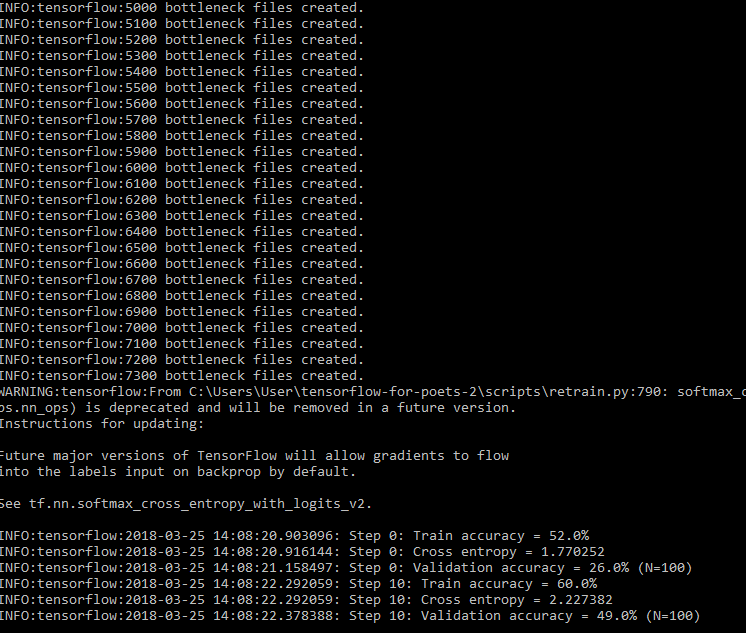 INFO:tensorflow:5000 bottleneck files created.
INFO:tensorflow:5100 bottleneck files created.
INFO:tensorflow:5200 bottleneck files created.
INFO:tensorflow:5300 bottleneck files created.
INFO:tensorflow:5400 bottleneck files created.
INFO:tensorflow:5500 bottleneck files created.
INFO:tensorflow:5600 bottleneck files created.
INFO:tensorflow:5700 bottleneck files created.
INFO:tensorflow:5800 bottleneck files created.
INFO:tensorflow:5900 bottleneck files created.
INFO:tensorflow:6000 bottleneck files created.
INFO:tensorflow:6100 bottleneck files created.
INFO:tensorflow:6200 bottleneck files created.
INFO:tensorflow:6300 bottleneck files created.
INFO:tensorflow:6400 bottleneck files created.
INFO:tensorflow:6500 bottleneck files created.
INFO:tensorflow:6600 bottleneck files created.
INFO:tensorflow:6700 bottleneck files created.
INFO:tensorflow:6800 bottleneck files created.
INFO:tensorflow:6900 bottleneck files created.
INFO:tensorflow:7000 bottleneck files created.
INFO:tensorflow:7100 bottleneck files created.
INFO:tensorflow:7200 bottleneck files created.
INFO:tensorflow:7300 bottleneck files created.
WARNING:tensorflow:From C:\Users\User\tensorflow-for-poets-2\scripts\retrain.py:790: softmax_c
ps.nn_ops) is deprecated and will be removed in a future version.
Instructions for updating:
Future major versions of TensorFlow will allow gradients to flow
into the labels input on backprop by default.
See tf.nn.softmax_cross_entropy_with_logits_v2.
INFO:tensorflow:2018-03-25 14:08:20.903096: Step 0: Train accuracy = 52.0%
INFO:tensorflow:2018-03-25 14:08:20.916144: Step 0: Cross entropy = 1.770252
INFO:tensorflow:2018-03-25 14:08:21.158497: Step 0: Validation accuracy = 26.0% (N=100)
INFO:tensorflow:2018-03-25 14:08:22.292059: Step 10: Train accuracy = 60.0%
INFO:tensorflow:2018-03-25 14:08:22.292059: Step 10: Cross entropy = 2.227382
INFO:tensorflow:2018-03-25 14:08:22.378388: Step 10: Validation accuracy = 49.0% (N=100)